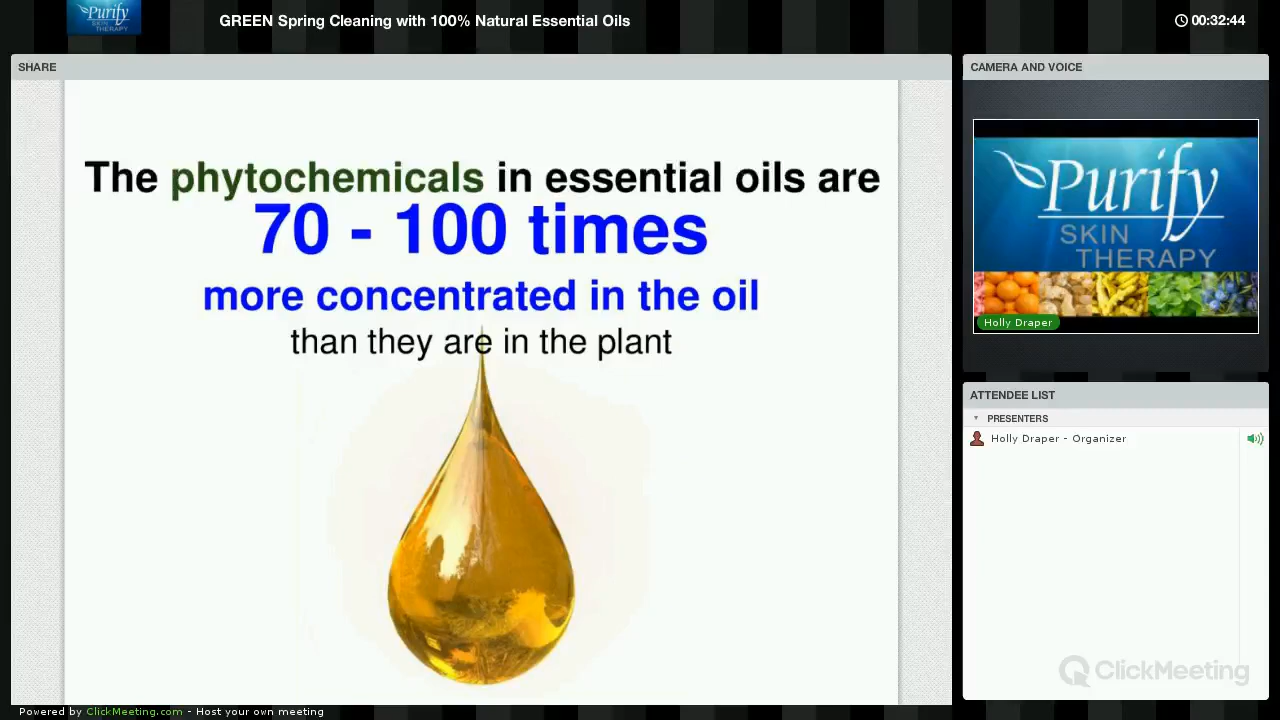 Purify
SKIN
THERAPY
GREEN Spring Cleaning with 100% Natural Essential Oils
00:32:44
SHARE
The phytochemicals in essential oils are
70 - 100 times
more concentrated in the oil
than they are in the plant
CAMERA AND VOICE
Purify
SKIN
THERAPY
Holly Draper
ATTENDEE LIST
PRESENTERS
Holly Draper - Organizer
ClickMeeting
Powered by ClickMeeting.com - Host your own meeting